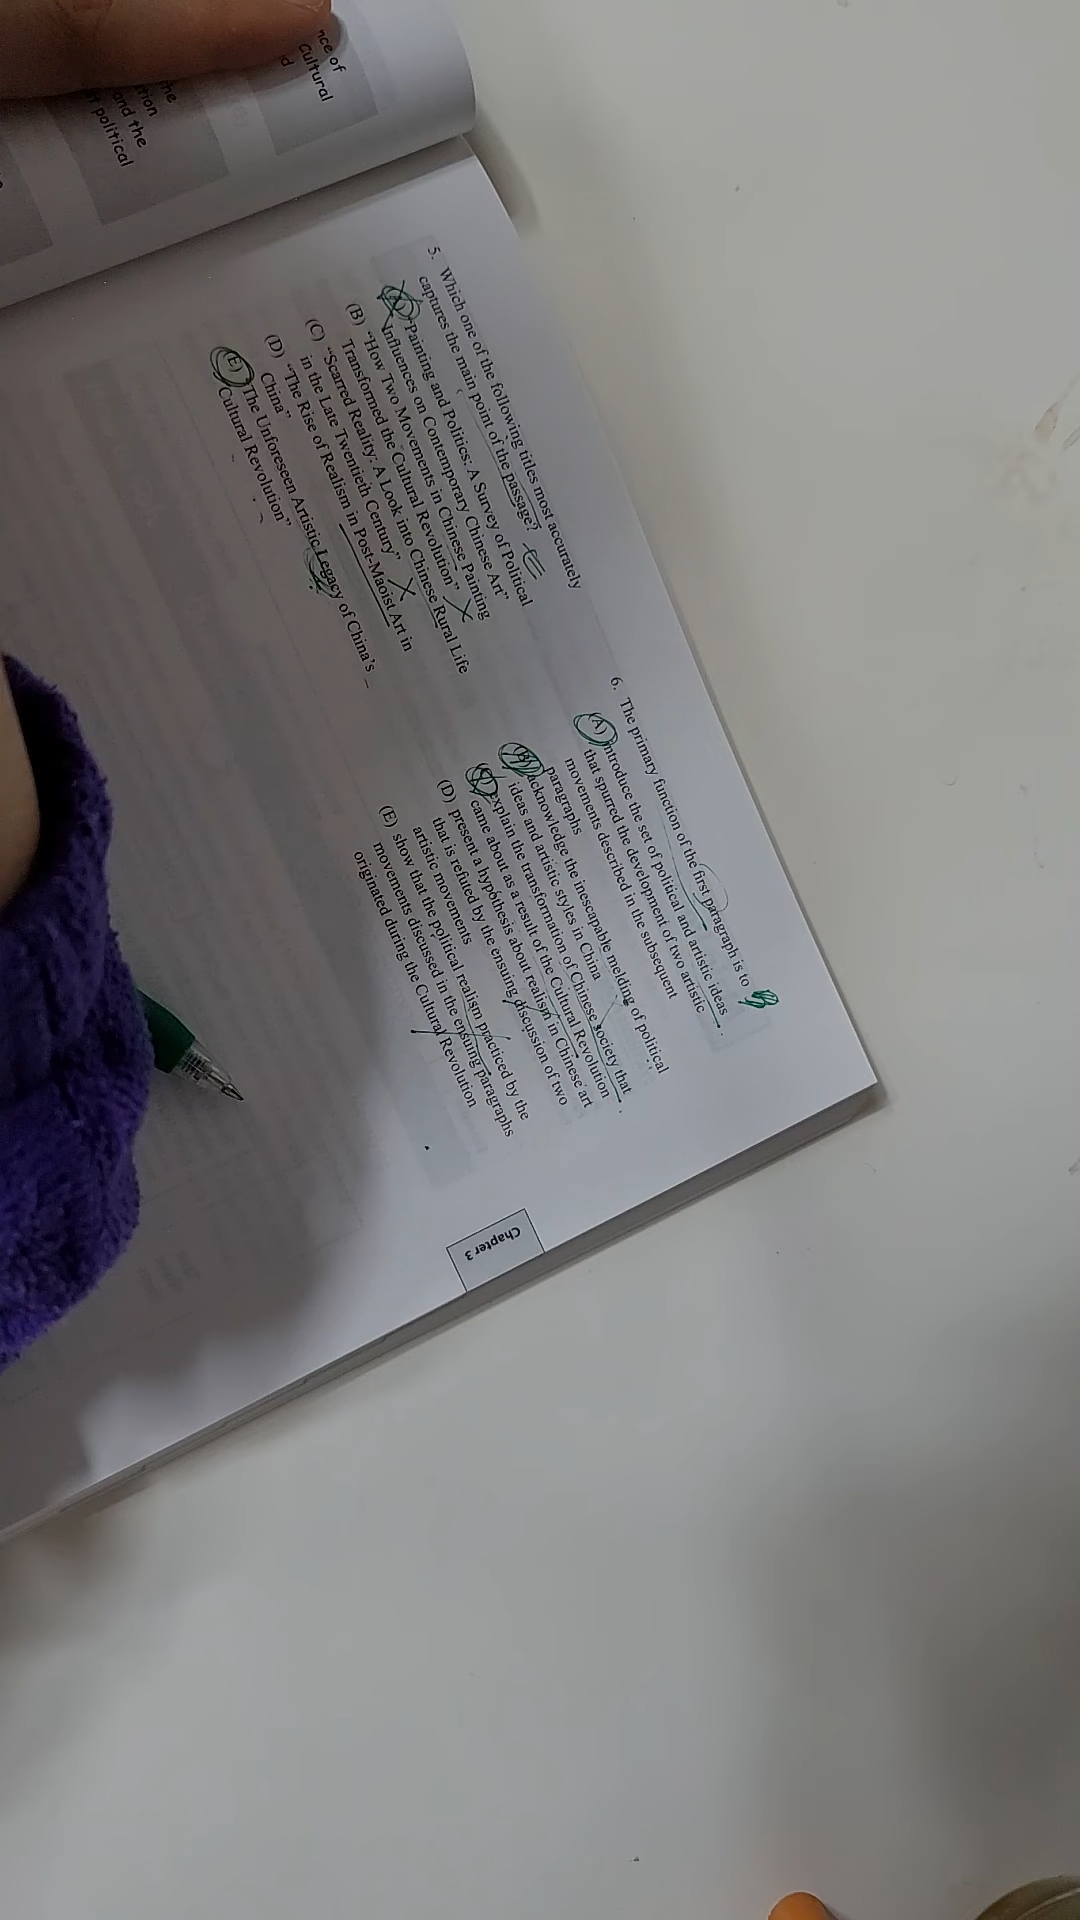 nce of
Cultural
d
he
tion
and the
t political
5. Which one of the following titles most accurately
captures the main point of the passage? E
(A) "Painting and Politics: A Survey of Political
Influences on Contemporary Chinese Art"
(B) "How Two Movements in Chinese Painting
Transformed the Cultural Revolution"
(C) "Scarred Reality: A Look into Chinese Rural Life
in the Late Twentieth Century"
(D) "The Rise of Realism in Post-Maoist Art in
China"
(E) "The Unforeseen Artistic Legacy of China's
Cultural Revolution"
6. The primary function of the first paragraph is to
(A) introduce the set of political and artistic ideas
that spurred the development of two artistic
movements described in the subsequent
paragraphs
(B) acknowledge the inescapable melding of political
ideas and artistic styles in China
(C) explain the transformation of Chinese society that
came about as a result of the Cultural Revolution
(D) present a hypothesis about realism in Chinese art
that is refuted by the ensuing discussion of two
artistic movements
(E) show that the political realism practiced by the
movements discussed in the ensuing paragraphs
originated during the Cultural Revolution
Chapter 3